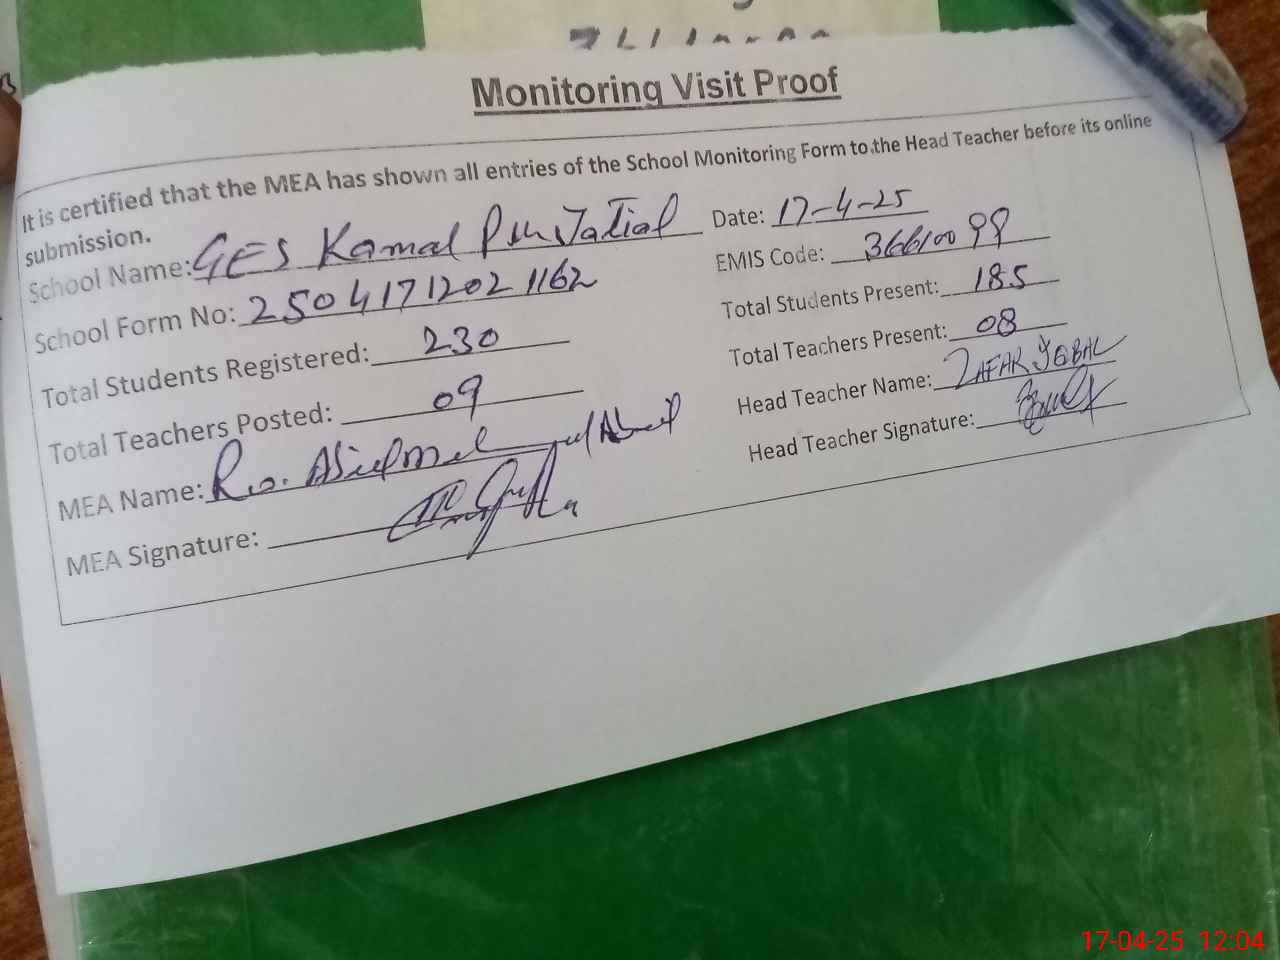 Monitoring Visit Proof
It is certified that the MEA has shown all entries of the School Monitoring Form to the Head Teacher before its online
submission.
School Name: GES Kamal
Date: 17-4-25
School Form No: 2504171202 1162
EMIS Code: 36610099
Total Students Registered: 230
Total Students Present: 185
Total Teachers Posted: 09
Total Teachers Present: 08
MEA Name:
Head Teacher Name: ZAFAR IQBAL
MEA Signature:
Head Teacher Signature:
17-04-25 12:04